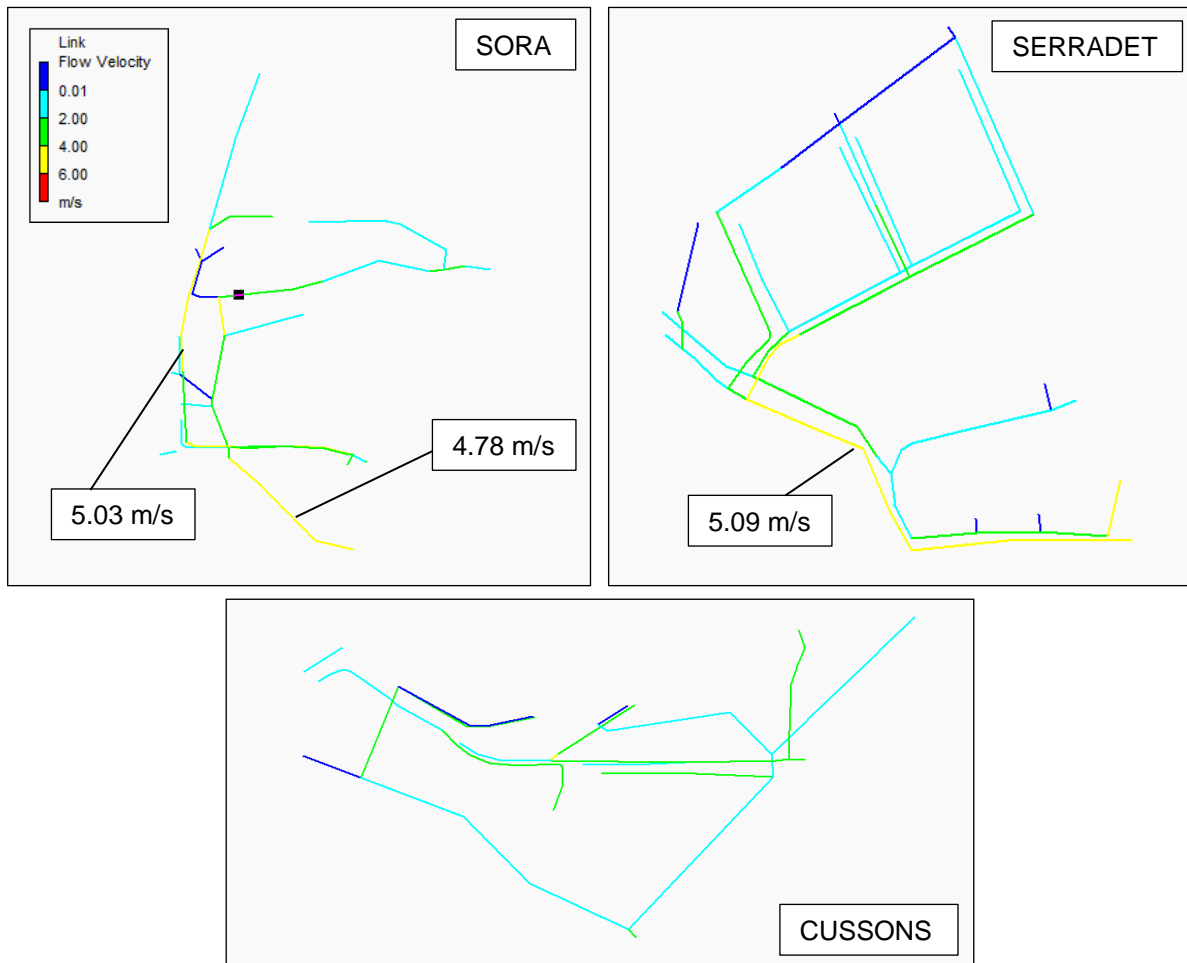 Link
Flow Velocity
0.01
2.00
4.00
6.00
m/s
SORA
4.78 m/s
5.03 m/s
SERRADET
5.09 m/s
CUSSONS